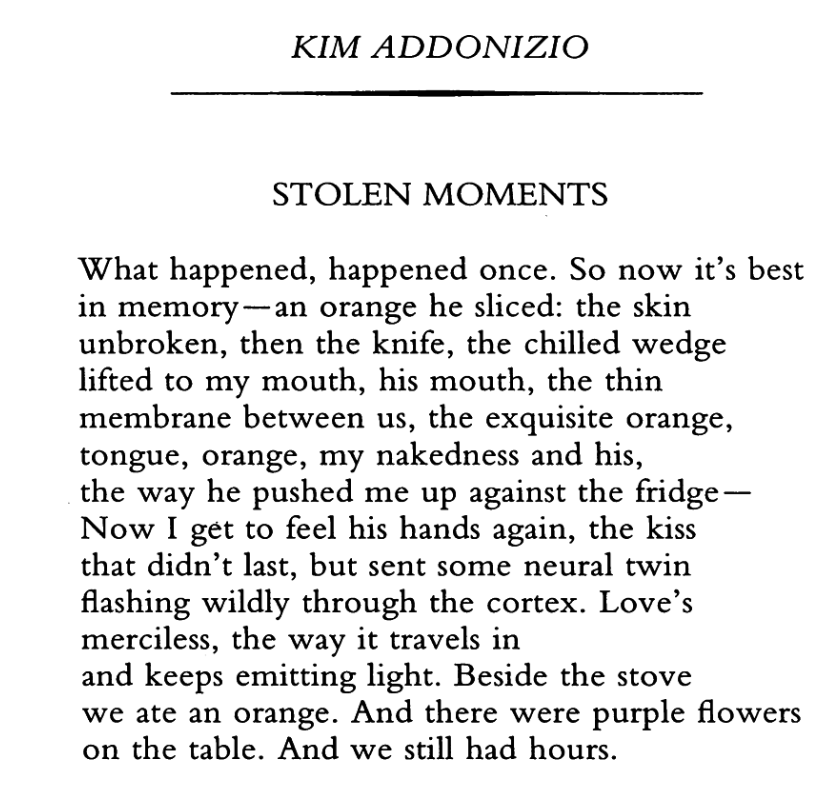 KIM ADDONIZIO
STOLEN MOMENTS
What happened, happened once. So now it's best
in memory—an orange he sliced: the skin
unbroken, then the knife, the chilled wedge
lifted to my mouth, his mouth, the thin
membrane between us, the exquisite orange,
tongue, orange, my nakedness and his,
the way he pushed me up against the fridge—
Now I get to feel his hands again, the kiss
that didn't last, but sent some neural twin
flashing wildly through the cortex. Love's
merciless, the way it travels in
and keeps emitting light. Beside the stove
we ate an orange. And there were purple flowers
on the table. And we still had hours.